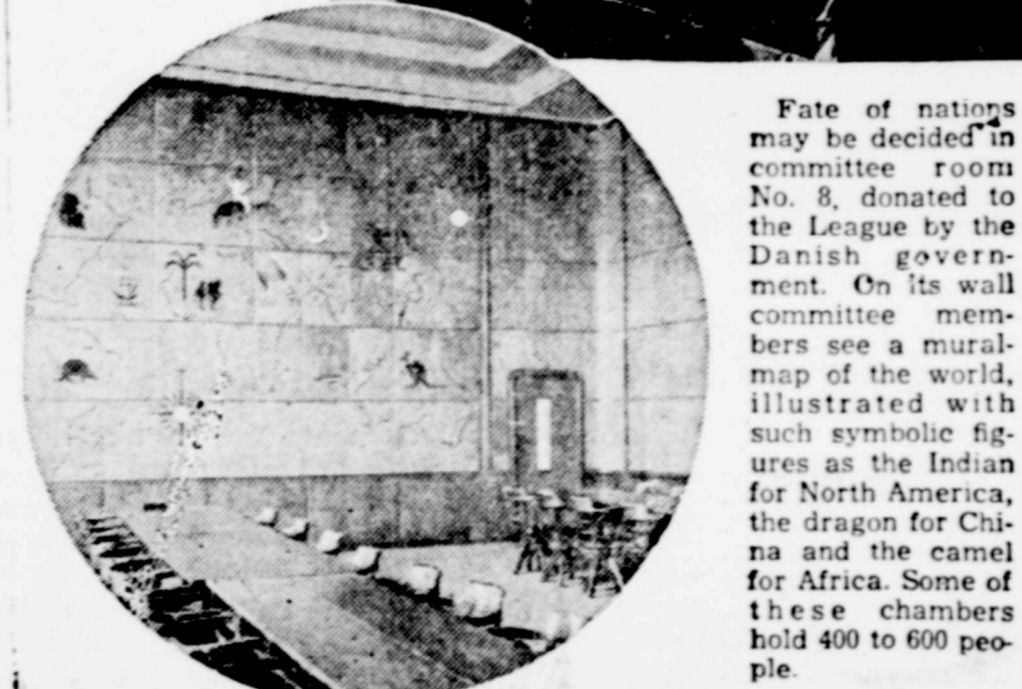 Fate of nations
may be decided in
committee room
No. 8, donated to
the League by the
Danish govern-
ment. On its wall
committee mem-
bers see a mural-
map of the world,
illustrated with
such symbolic fig-
ures as the Indian
for North America,
the dragon for Chi-
na and the camel
for Africa. Some of
these chambers
hold 400 to 600 peo-
ple.